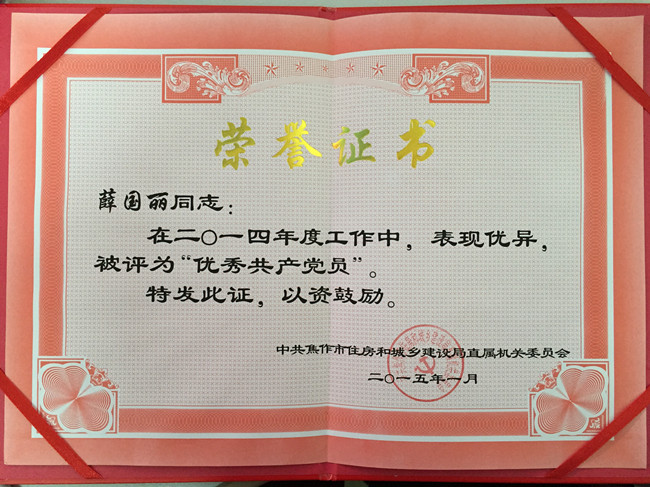 荣誉证书
薛国丽同志：
在二〇一四年度工作中，表现优异，
被评为“优秀共产党员”。
特发此证，以资鼓励。
中共焦作市住房和城乡建设局直属机关委员会
二〇一五年一月